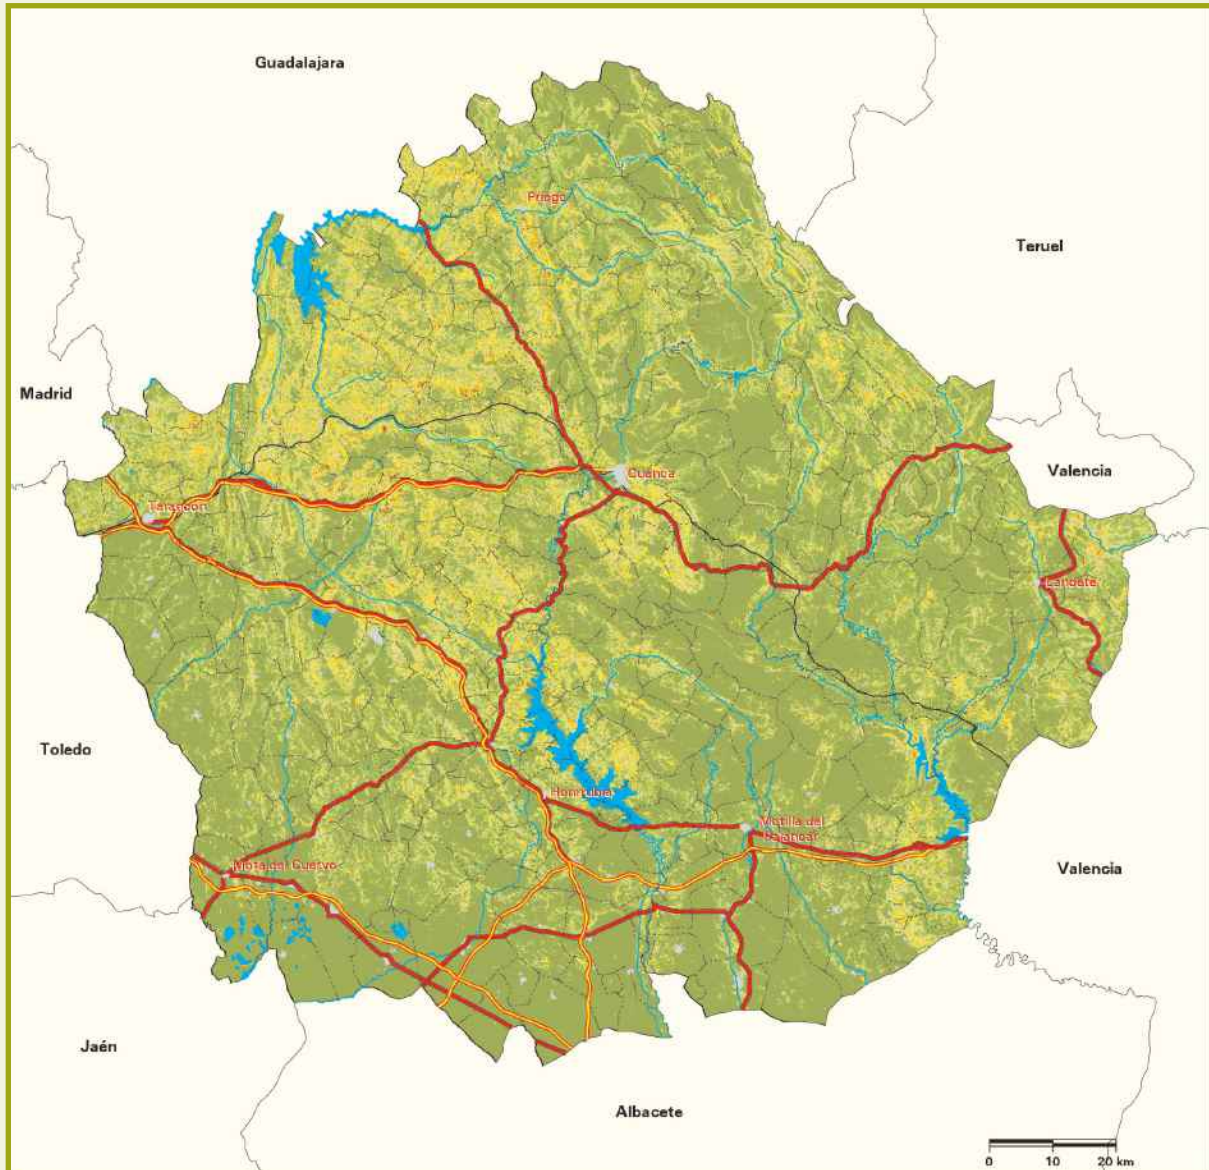 Guadalajara
Priego
Teruel
Madrid
Valencia
Cuenca
Tarancón
Landete
Toledo
Honrubia
Motilla del
Palancar
Mota del Cuervo
Valencia
Jaén
Albacete
0 10 20 km